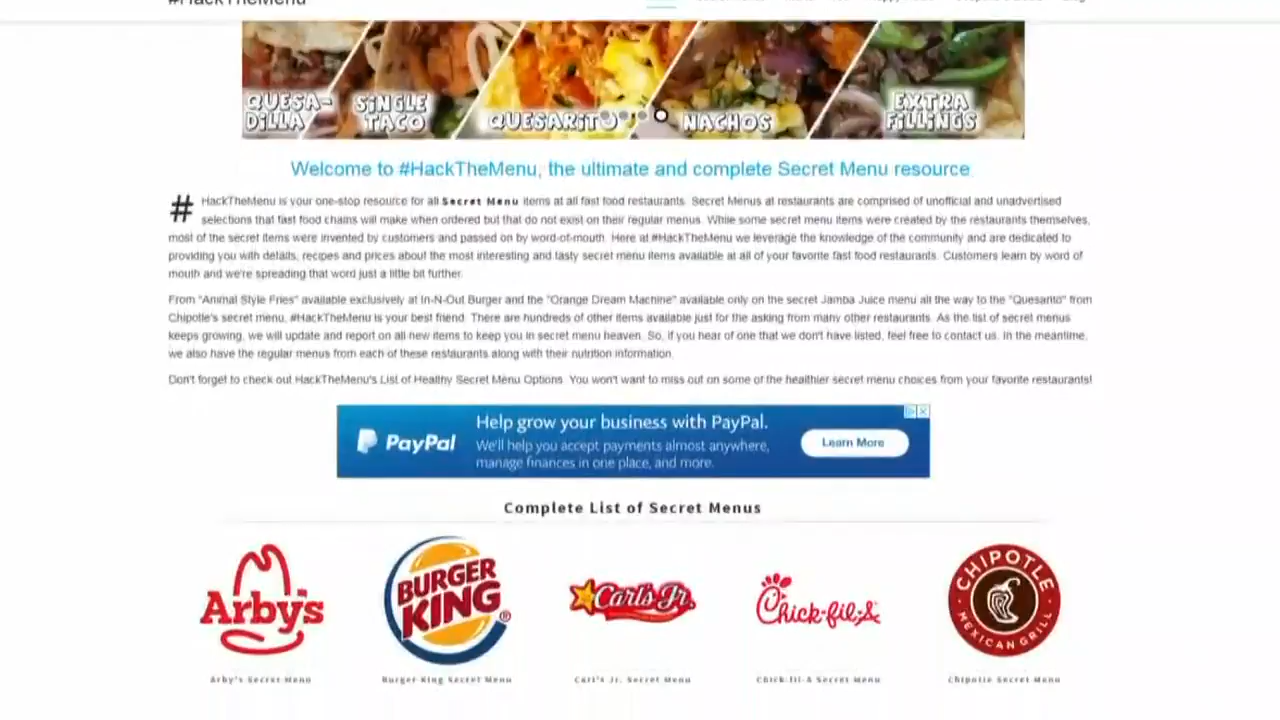 #HackTheMenu
QUESA-
DILLA
SINGLE
TACO
QUESARITO
NACHOS
EXTRA
FILLINGS
Welcome to #HackTheMenu, the ultimate and complete Secret Menu resource
# HackTheMenu is your one-stop resource for all Secret Menu items at all fast food restaurants. Secret Menus at restaurants are comprised of unofficial and unadvertised
selections that fast food chains will make when ordered but that do not exist on their regular menus. While some secret menu items were created by the restaurants themselves,
most of the secret items were invented by customers and passed on by word-of-mouth. Here at #HackTheMenu we leverage the knowledge of the community and are dedicated to
providing you with details, recipes and prices about the most interesting and tasty secret menu items available at all of your favorite fast food restaurants. Customers learn by word of
mouth and we're spreading that word just a little bit further.
From "Animal Style Fries" available exclusively at In-N-Out Burger and the "Orange Dream Machine" available only on the secret Jamba Juice menu all the way to the "Quesarito" from
Chipotle's secret menu, #HackTheMenu is your best friend. There are hundreds of other items available just for the asking from many other restaurants. As the list of secret menus
keeps growing, we will update and report on all new items to keep you in secret menu heaven. So, if you hear of one that we don't have listed, feel free to contact us. In the meantime,
we also have the regular menus from each of these restaurants along with their nutrition information.
Don't forget to check out HackTheMenu's List of Healthy Secret Menu Options. You won't want to miss out on some of the healthier secret menu choices from your favorite restaurants!
PayPal
Help grow your business with PayPal.
We'll help you accept payments almost anywhere,
manage finances in one place, and more.
Learn More
Complete List of Secret Menus
Arby's
BURGER
KING®
Carl's Jr.
Chick-fil-A
CHIPOTLE
MEXICAN GRILL
Arby's Secret Menu
Burger King Secret Menu
Carl's Jr. Secret Menu
Chick-fil-A Secret Menu
Chipotle Secret Menu